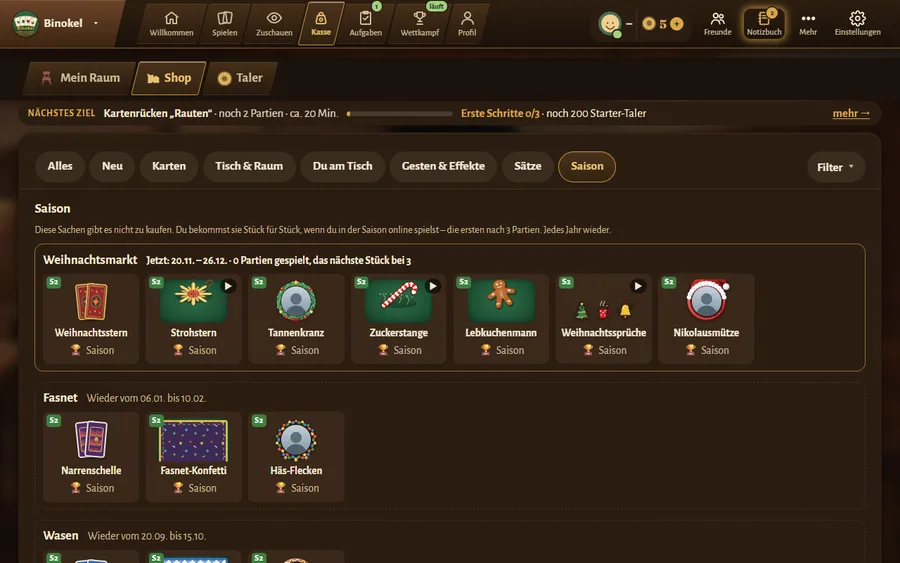 Binokel
Willkommen
Spielen
Zuschauen
Kasse
1
Aufgaben
läuft
Wettkampf
Profil
–
5
Freunde
2
Notizbuch
Mehr
Einstellungen
Mein Raum
Shop
Taler
NÄCHSTES ZIEL Kartenrücken „Rauten“ · noch 2 Partien · ca. 20 Min. Erste Schritte 0/3 · noch 200 Starter-Taler mehr →
Alles Neu Karten Tisch & Raum Du am Tisch Gesten & Effekte Sätze Saison Filter
Saison
Diese Sachen gibt es nicht zu kaufen. Du bekommst sie Stück für Stück, wenn du in der Saison online spielst – die ersten nach 3 Partien. Jedes Jahr wieder.
Weihnachtsmarkt Jetzt: 20.11. – 26.12. · 0 Partien gespielt, das nächste Stück bei 3
S2 S2 S2 S2 S2 S2 S2
Weihnachtsstern Strohstern Tannenkranz Zuckerstange Lebkuchenmann Weihnachtssprüche Nikolausmütze
Saison Saison Saison Saison Saison Saison Saison
Fasnet Wieder vom 06.01. bis 10.02.
S2 S2 S2
Narrenschelle Fasnet-Konfetti Häs-Flecken
Saison Saison Saison
Wasen Wieder vom 20.09. bis 15.10.
S2 S2 S2